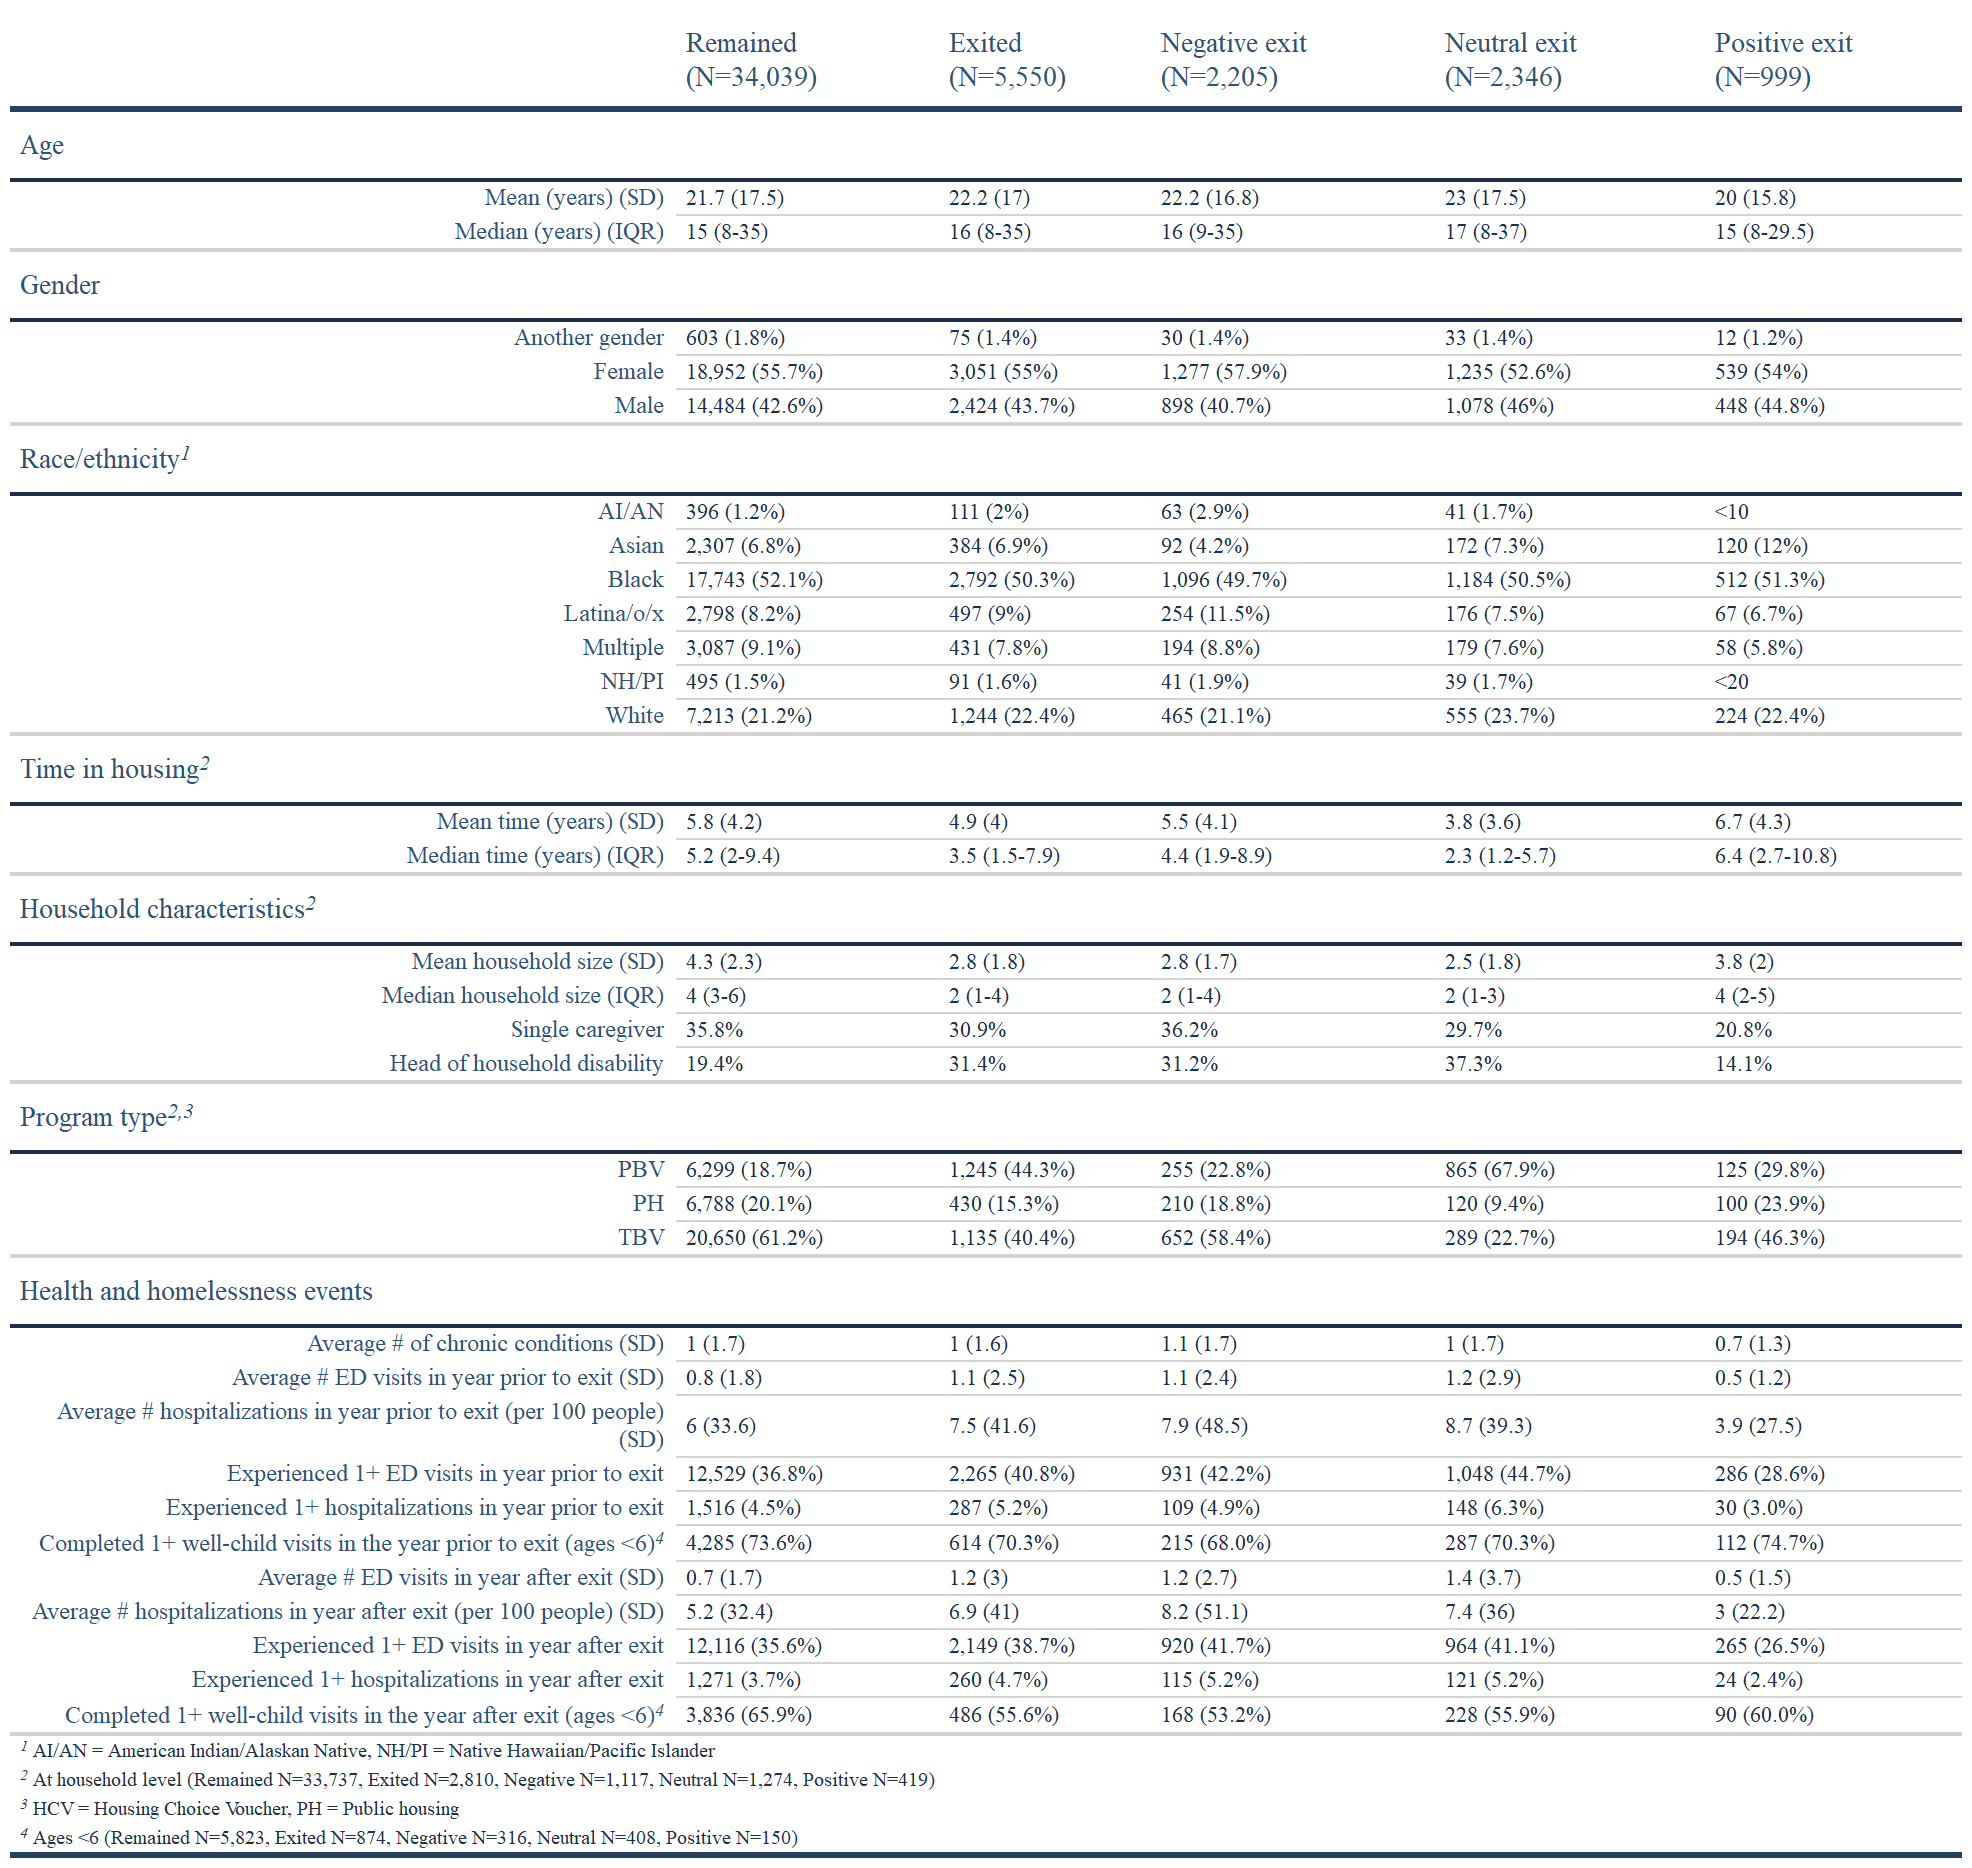 Remained Exited Negative exit Neutral exit Positive exit
(N=34,039) (N=5,550) (N=2,205) (N=2,346) (N=999)
Age
Mean (years) (SD) 21.7 (17.5) 22.2 (17) 22.2 (16.8) 23 (17.5) 20 (15.8)
Median (years) (IQR) 15 (8-35) 16 (8-35) 16 (9-35) 17 (8-37) 15 (8-29.5)
Gender
Another gender 603 (1.8%) 75 (1.4%) 30 (1.4%) 33 (1.4%) 12 (1.2%)
Female 18,952 (55.7%) 3,051 (55%) 1,277 (57.9%) 1,235 (52.6%) 539 (54%)
Male 14,484 (42.6%) 2,424 (43.7%) 898 (40.7%) 1,078 (46%) 448 (44.8%)
Race/ethnicity1
AI/AN 396 (1.2%) 111 (2%) 63 (2.9%) 41 (1.7%) <10
Asian 2,307 (6.8%) 384 (6.9%) 92 (4.2%) 172 (7.3%) 120 (12%)
Black 17,743 (52.1%) 2,792 (50.3%) 1,096 (49.7%) 1,184 (50.5%) 512 (51.3%)
Latina/o/x 2,798 (8.2%) 497 (9%) 254 (11.5%) 176 (7.5%) 67 (6.7%)
Multiple 3,087 (9.1%) 431 (7.8%) 194 (8.8%) 179 (7.6%) 58 (5.8%)
NH/PI 495 (1.5%) 91 (1.6%) 41 (1.9%) 39 (1.7%) <20
White 7,213 (21.2%) 1,244 (22.4%) 465 (21.1%) 555 (23.7%) 224 (22.4%)
Time in housing2
Mean time (years) (SD) 5.8 (4.2) 4.9 (4) 5.5 (4.1) 3.8 (3.6) 6.7 (4.3)
Median time (years) (IQR) 5.2 (2-9.4) 3.5 (1.5-7.9) 4.4 (1.9-8.9) 2.3 (1.2-5.7) 6.4 (2.7-10.8)
Household characteristics2
Mean household size (SD) 4.3 (2.3) 2.8 (1.8) 2.8 (1.7) 2.5 (1.8) 3.8 (2)
Median household size (IQR) 4 (3-6) 2 (1-4) 2 (1-4) 2 (1-3) 4 (2-5)
Single caregiver 35.8% 30.9% 36.2% 29.7% 20.8%
Head of household disability 19.4% 31.4% 31.2% 37.3% 14.1%
Program type2,3
PBV 6,299 (18.7%) 1,245 (44.3%) 255 (22.8%) 865 (67.9%) 125 (29.8%)
PH 6,788 (20.1%) 430 (15.3%) 210 (18.8%) 120 (9.4%) 100 (23.9%)
TBV 20,650 (61.2%) 1,135 (40.4%) 652 (58.4%) 289 (22.7%) 194 (46.3%)
Health and homelessness events
Average # of chronic conditions (SD) 1 (1.7) 1 (1.6) 1.1 (1.7) 1 (1.7) 0.7 (1.3)
Average # ED visits in year prior to exit (SD) 0.8 (1.8) 1.1 (2.5) 1.1 (2.4) 1.2 (2.9) 0.5 (1.2)
Average # hospitalizations in year prior to exit (per 100 people)
(SD) 6 (33.6) 7.5 (41.6) 7.9 (48.5) 8.7 (39.3) 3.9 (27.5)
Experienced 1+ ED visits in year prior to exit 12,529 (36.8%) 2,265 (40.8%) 931 (42.2%) 1,048 (44.7%) 286 (28.6%)
Experienced 1+ hospitalizations in year prior to exit 1,516 (4.5%) 287 (5.2%) 109 (4.9%) 148 (6.3%) 30 (3.0%)
Completed 1+ well-child visits in the year prior to exit (ages <6)4 4,285 (73.6%) 614 (70.3%) 215 (68.0%) 287 (70.3%) 112 (74.7%)
Average # ED visits in year after exit (SD) 0.7 (1.7) 1.2 (3) 1.2 (2.7) 1.4 (3.7) 0.5 (1.5)
Average # hospitalizations in year after exit (per 100 people) (SD) 5.2 (32.4) 6.9 (41) 8.2 (51.1) 7.4 (36) 3 (22.2)
Experienced 1+ ED visits in year after exit 12,116 (35.6%) 2,149 (38.7%) 920 (41.7%) 964 (41.1%) 265 (26.5%)
Experienced 1+ hospitalizations in year after exit 1,271 (3.7%) 260 (4.7%) 115 (5.2%) 121 (5.2%) 24 (2.4%)
Completed 1+ well-child visits in the year after exit (ages <6)4 3,836 (65.9%) 486 (55.6%) 168 (53.2%) 228 (55.9%) 90 (60.0%)
1 AI/AN = American Indian/Alaskan Native, NH/PI = Native Hawaiian/Pacific Islander
2 At household level (Remained N=33,737, Exited N=2,810, Negative N=1,117, Neutral N=1,274, Positive N=419)
3 HCV = Housing Choice Voucher, PH = Public housing
4 Ages <6 (Remained N=5,823, Exited N=874, Negative N=316, Neutral N=408, Positive N=150)